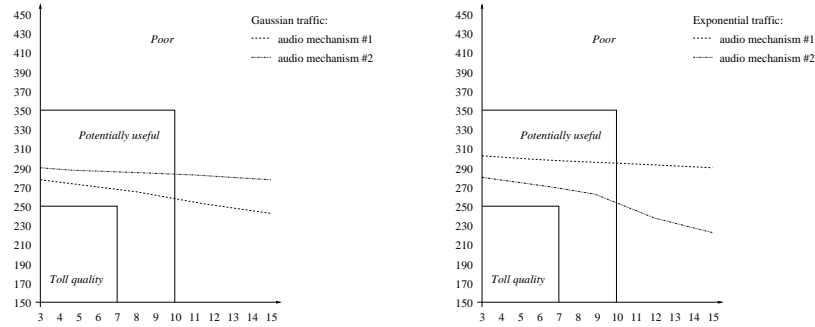 450
430
410
390
370
350
330
310
290
270
250
230
210
190
170
150
3 4 5 6 7 8 9 10 11 12 13 14 15
Poor
Potentially useful
Toll quality
Gaussian traffic:
audio mechanism #1
audio mechanism #2
450
430
410
390
370
350
330
310
290
270
250
230
210
190
170
150
3 4 5 6 7 8 9 10 11 12 13 14 15
Poor
Potentially useful
Toll quality
Exponential traffic:
audio mechanism #1
audio mechanism #2